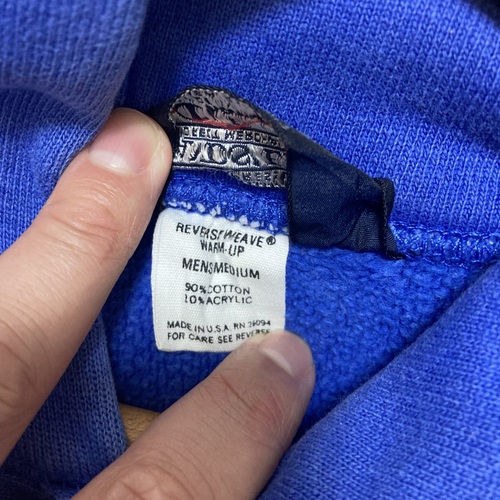 REVERSE WEAVE®
WARM-UP
MENS MEDIUM
90% COTTON
10% ACRYLIC
MADE IN U.S.A. RN 26094
FOR CARE SEE REVERSE